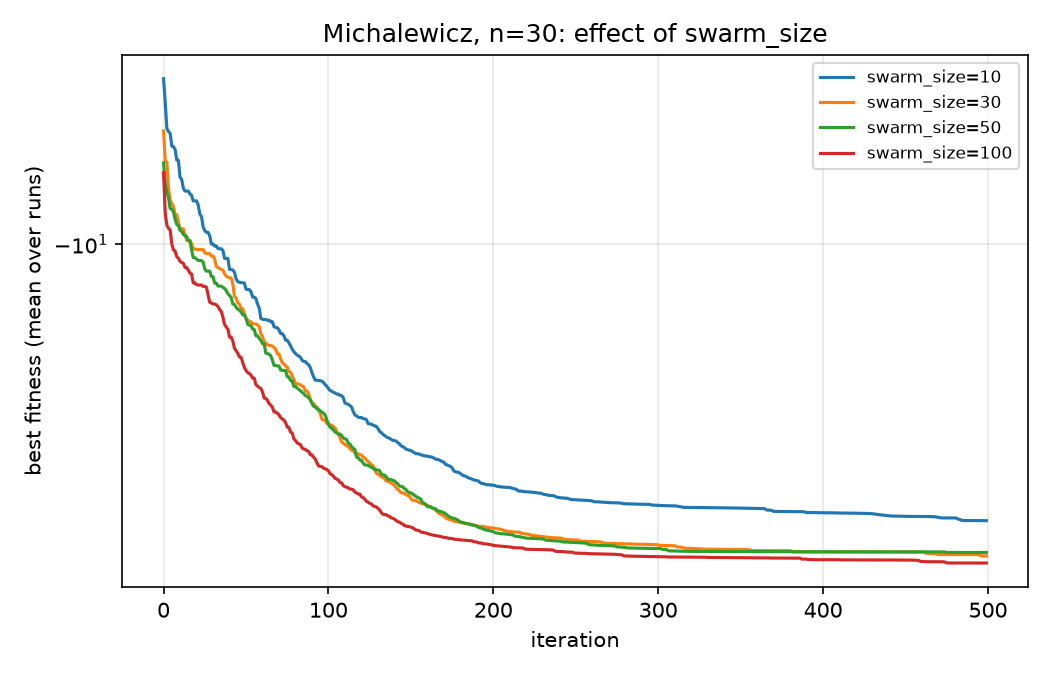 Michalewicz, n=30: effect of swarm_size
swarm_size=10
swarm_size=30
swarm_size=50
swarm_size=100
best fitness (mean over runs)
−10¹
0 100 200 300 400 500
iteration